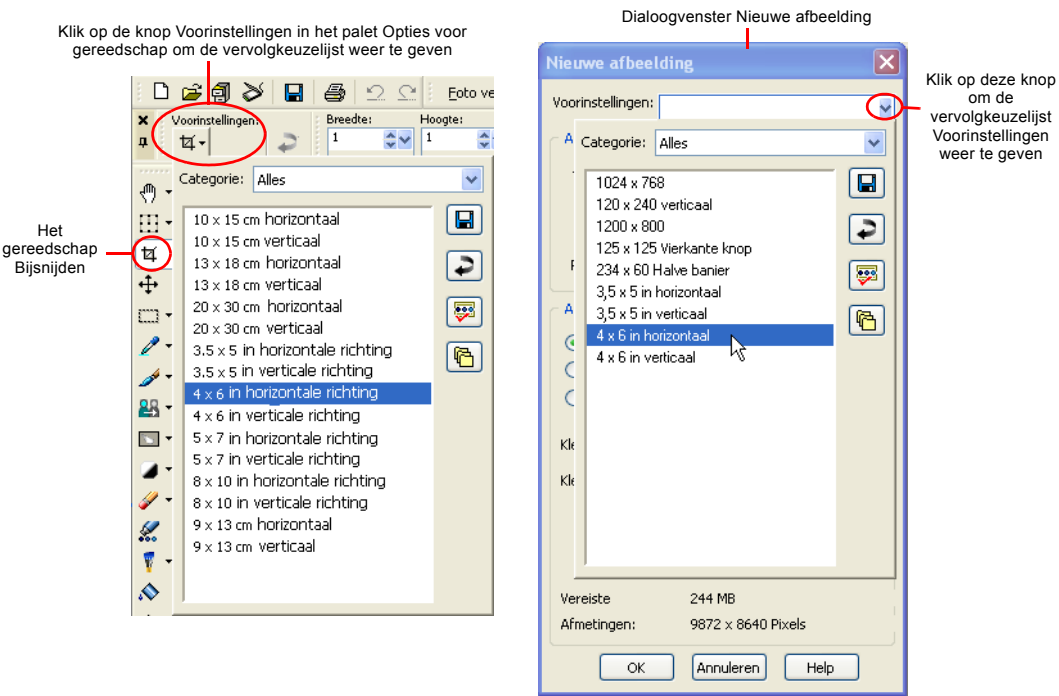 Klik op de knop Voorinstellingen in het palet Opties voor
gereedschap om de vervolgkeuzelijst weer te geven
Foto ve
Voorinstellingen:
Breedte:
Hoogte:
1
1
Categorie: Alles
10 x 15 cm horizontaal
10 x 15 cm verticaal
13 x 18 cm horizontaal
13 x 18 cm verticaal
20 x 30 cm horizontaal
20 x 30 cm verticaal
3.5 x 5 in horizontale richting
3.5 x 5 in verticale richting
4 x 6 in horizontale richting
4 x 6 in verticale richting
5 x 7 in horizontale richting
5 x 7 in verticale richting
8 x 10 in horizontale richting
8 x 10 in verticale richting
9 x 13 cm horizontaal
9 x 13 cm verticaal
Het
gereedschap
Bijsnijden
Dialoogvenster Nieuwe afbeelding
Nieuwe afbeelding
Voorinstellingen:
A
Categorie: Alles
1024 x 768
120 x 240 verticaal
1200 x 800
125 x 125 Vierkante knop
234 x 60 Halve banier
3,5 x 5 in horizontaal
3,5 x 5 in verticaal
4 x 6 in horizontaal
4 x 6 in verticaal
A
Kle
Kle
Vereiste 244 MB
Afmetingen: 9872 x 8640 Pixels
OK Annuleren Help
Klik op deze knop
om de
vervolgkeuzelijst
Voorinstellingen
weer te geven